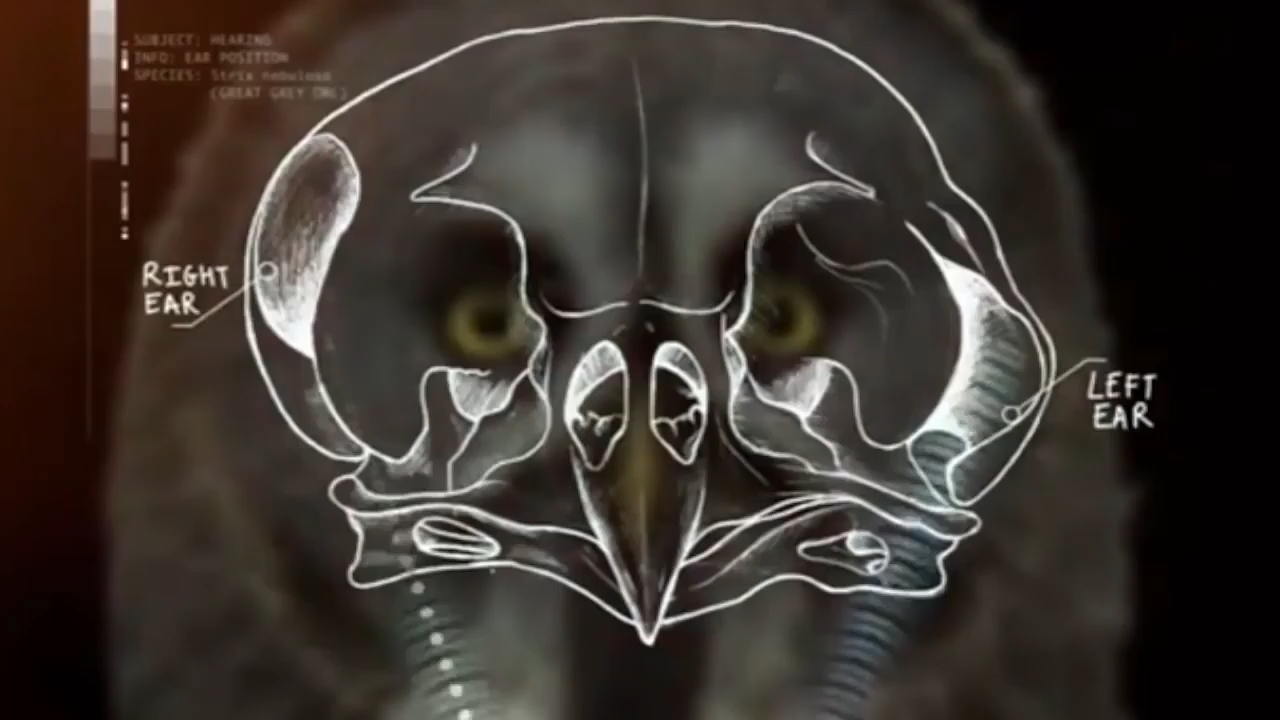 SUBJECT: HEARING
INFO: EAR POSITION
SPECIES: Strix nebulosa
(GREAT GREY OWL)
RIGHT
EAR
LEFT
EAR